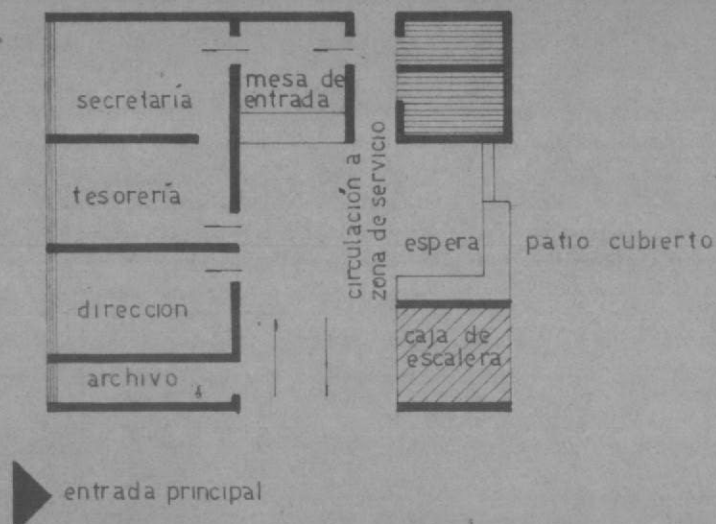 secretaría
mesa de
entrada
tesorería
circulación a
zona de servicio
espera
patio cubierto
direccion
caja de
escalera
archivo
entrada principal